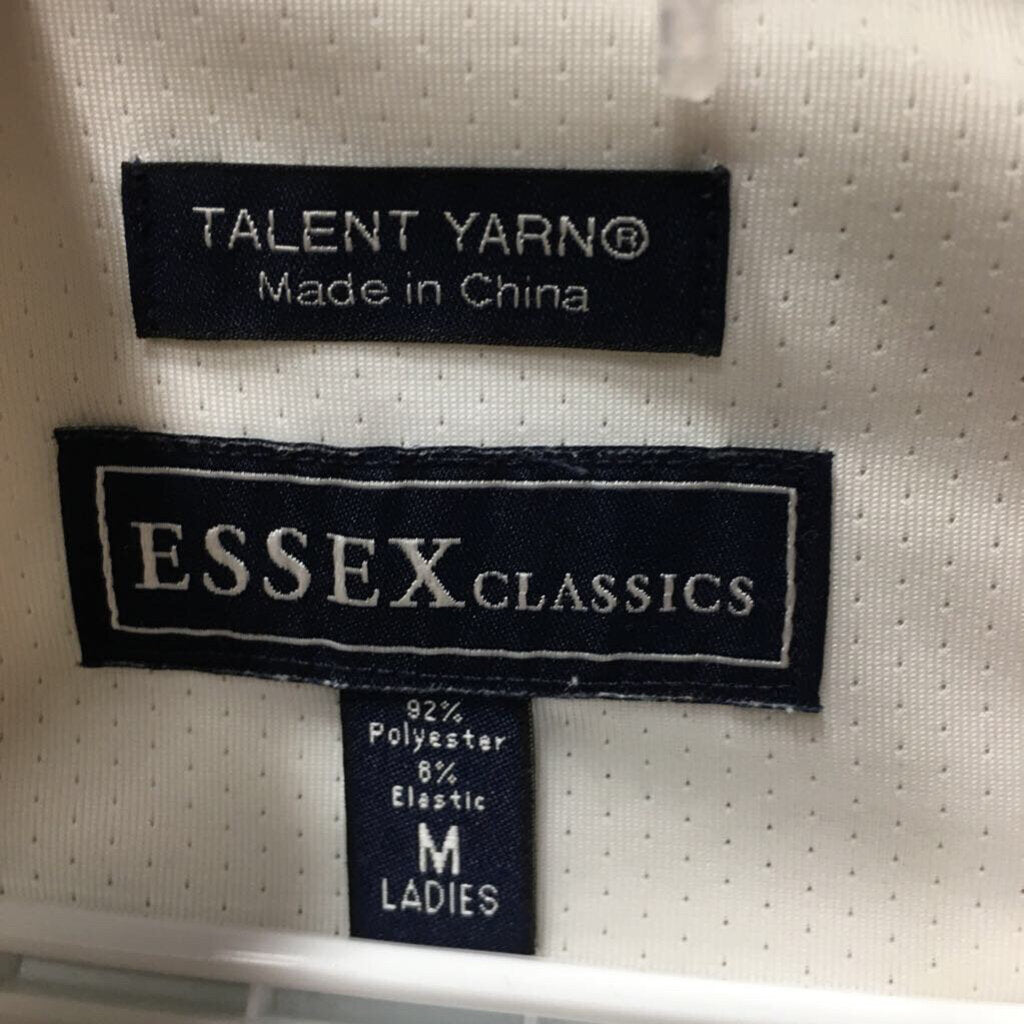 TALENT YARN®
Made in China
ESSEX CLASSICS
92%
Polyester
8%
Elastic
M
LADIES